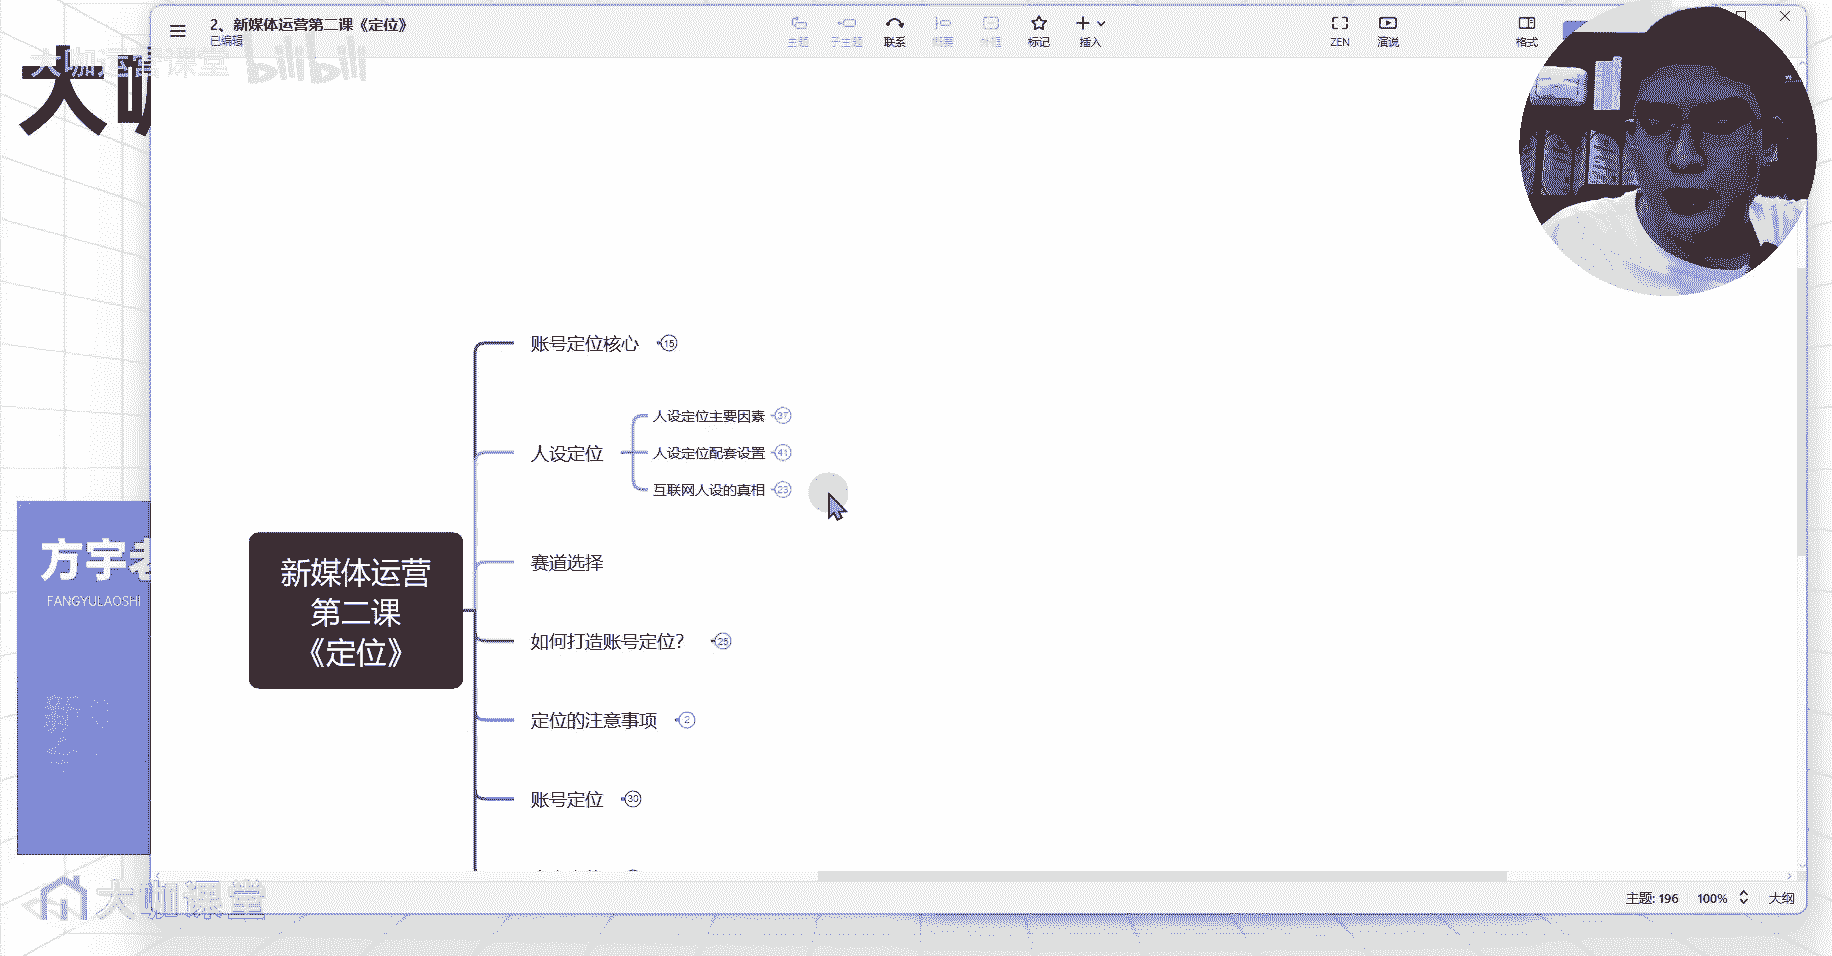 2、新媒体运营第二课《定位》
已编辑
主题
子主题
联系
概要
外框
标记
插入
ZEN
演说
格式
大咖运营课堂 bilibili
大咖
账号定位核心 15
人设定位
人设定位主要因素 37
人设定位配套设置 41
互联网人设的真相 23
赛道选择
新媒体运营
第二课
《定位》
如何打造账号定位？ 25
定位的注意事项 2
账号定位 30
方宇老
FANGYULAOSHI
大咖课堂
主题: 196
100%
大纲